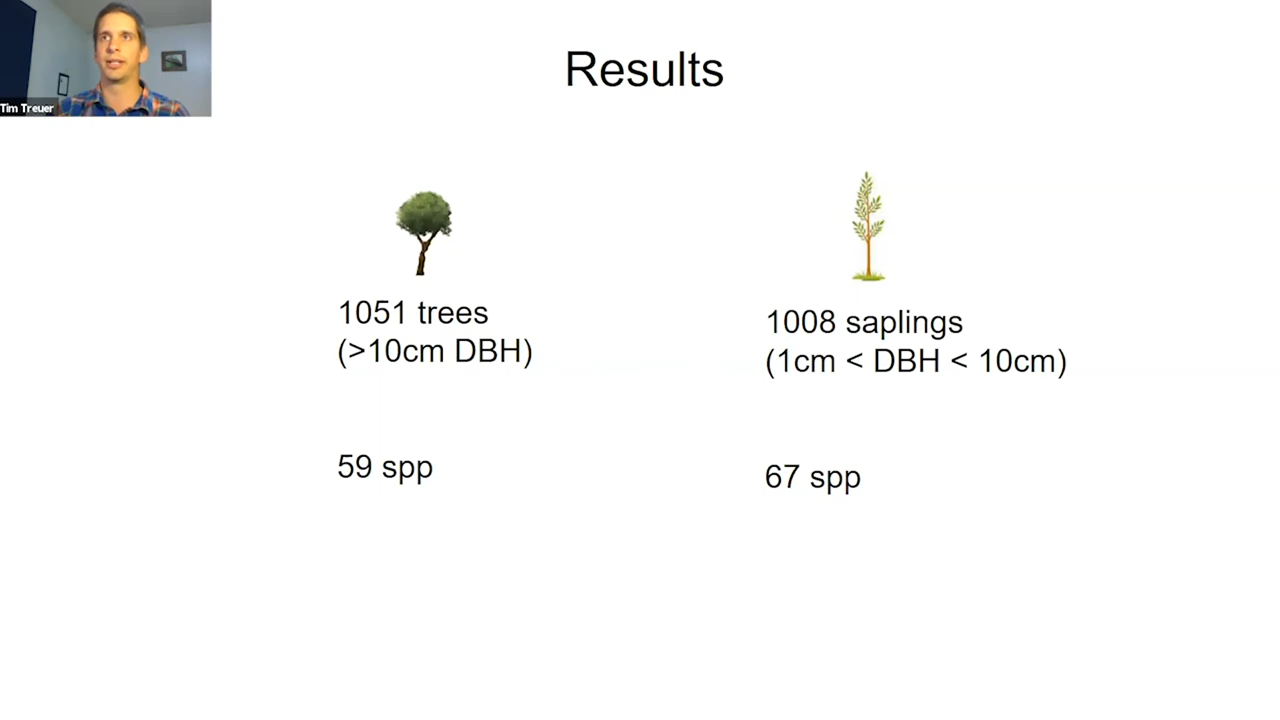 Tim Treuer
Results
1051 trees
(>10cm DBH)
59 spp
1008 saplings
(1cm < DBH < 10cm)
67 spp